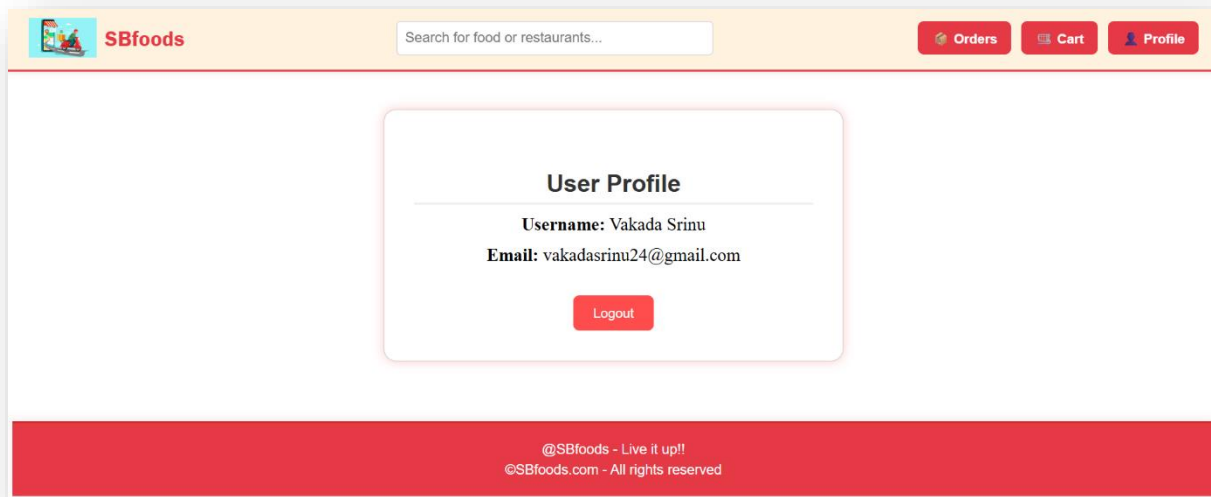 SBfoods
Search for food or restaurants...
Orders
Cart
Profile
User Profile
Username: Vakada Srinu
Email: vakadasrinu24@gmail.com
Logout
@SBfoods - Live it up!!
©SBfoods.com - All rights reserved